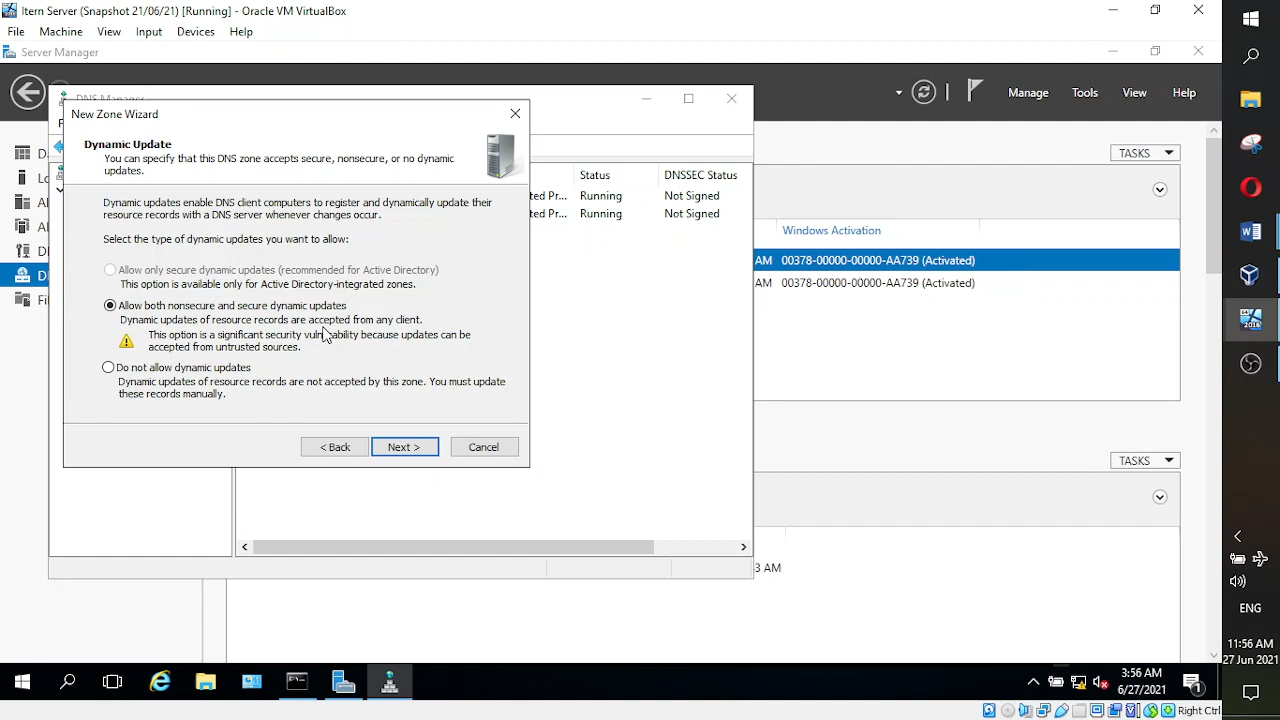 Itern Server (Snapshot 21/06/21) [Running] - Oracle VM VirtualBox
File Machine View Input Devices Help
Server Manager
Manage Tools View Help
DNS Manager
New Zone Wizard
Dynamic Update
You can specify that this DNS zone accepts secure, nonsecure, or no dynamic
updates.
Dynamic updates enable DNS client computers to register and dynamically update their
resource records with a DNS server whenever changes occur.
Select the type of dynamic updates you want to allow:
Allow only secure dynamic updates (recommended for Active Directory)
This option is available only for Active Directory-integrated zones.
Allow both nonsecure and secure dynamic updates
Dynamic updates of resource records are accepted from any client.
This option is a significant security vulnerability because updates can be
accepted from untrusted sources.
Do not allow dynamic updates
Dynamic updates of resource records are not accepted by this zone. You must update
these records manually.
< Back Next > Cancel
Status DNSSEC Status
ted Pr... Running Not Signed
ted Pr... Running Not Signed
TASKS
Windows Activation
AM 00378-00000-00000-AA739 (Activated)
AM 00378-00000-00000-AA739 (Activated)
TASKS
3 AM
ENG
11:56 AM
27 Jun 2021
3:56 AM
6/27/2021
1
Right Ctrl